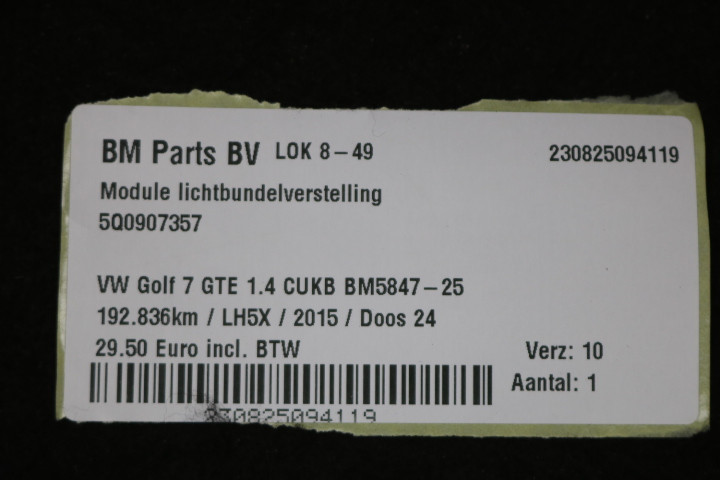 BM Parts BV LOK 8-49 230825094119
Module lichtbundelverstelling
5Q0907357
VW Golf 7 GTE 1.4 CUKB BM5847-25
192.836km / LH5X / 2015 / Doos 24
29.50 Euro incl. BTW Verz: 10
Aantal: 1
230825094119